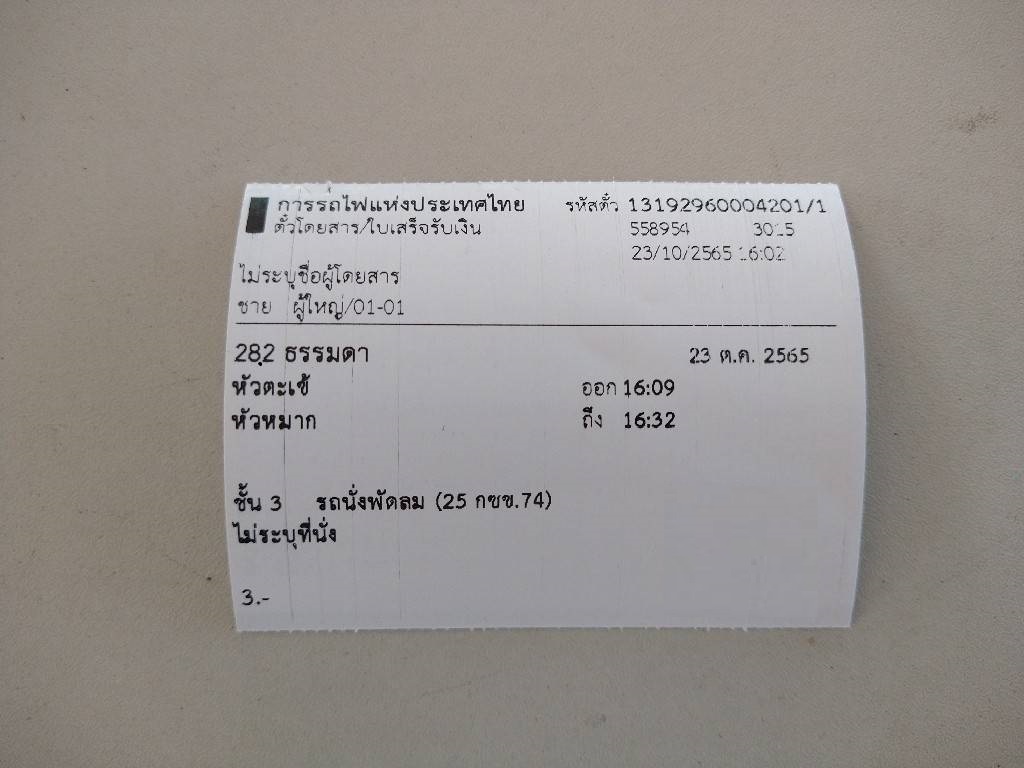 การรถไฟแห่งประเทศไทย รหัสตั๋ว 13192960004201/1
ตั๋วโดยสาร/ใบเสร็จรับเงิน 558954 3015
23/10/2565 16:02
ไม่ระบุชื่อผู้โดยสาร
ชาย ผู้ใหญ่/01-01
282 ธรรมดา 23 ต.ค. 2565
หัวตะเข้ ออก 16:09
หัวหมาก ถึง 16:32
ชั้น 3 รถนั่งพัดลม (25 กซข.74)
ไม่ระบุที่นั่ง
3.-